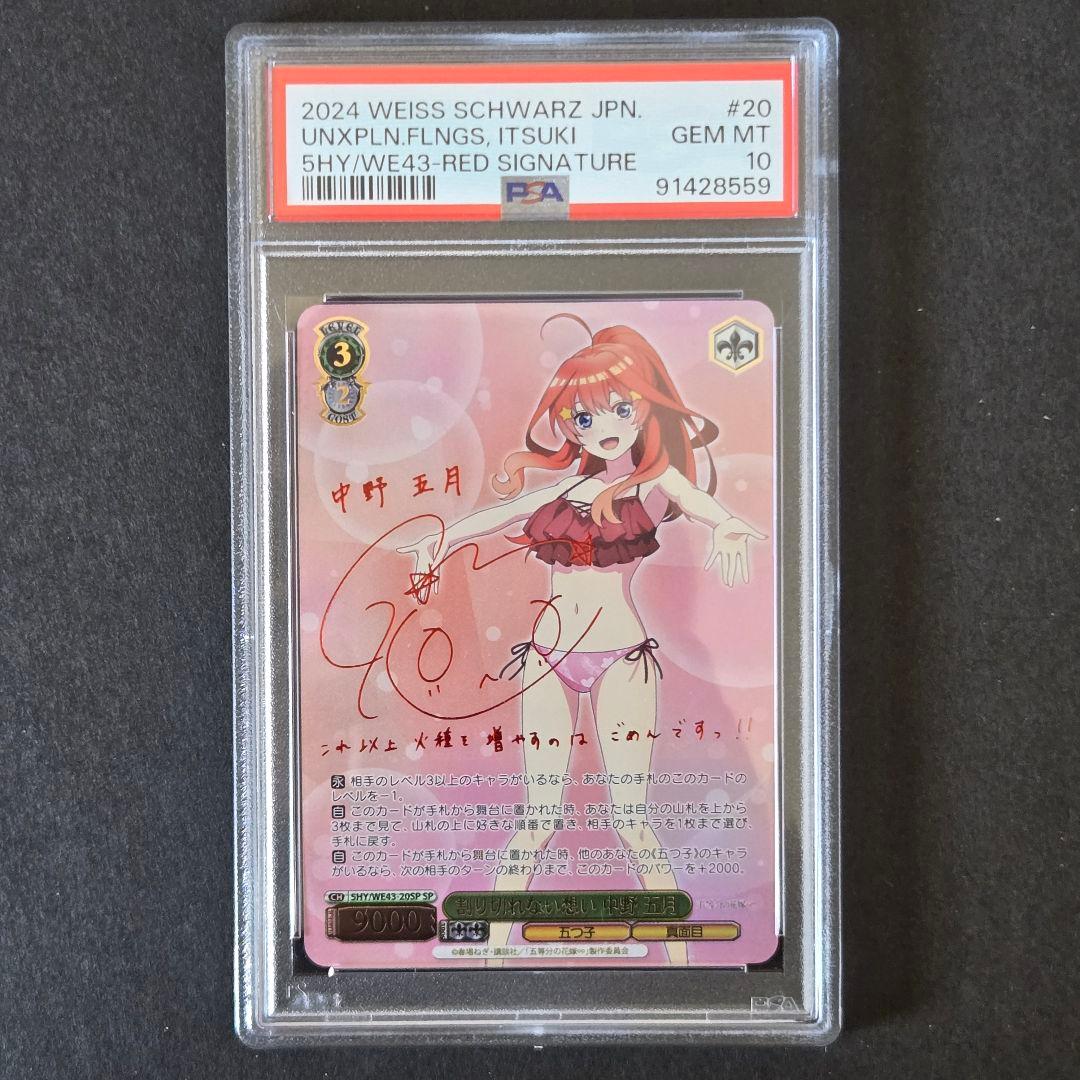 2024 WEISS SCHWARZ JPN. #20
UNXPLN.FLNGS, ITSUKI GEM MT
5HY/WE43-RED SIGNATURE 10
PSA 91428559
LEVEL
3
2
COST
中野 五月
これ以上 火種を 増やすのは ごめんですっ!!
永 相手のレベル3以上のキャラがいるなら、あなたの手札のこのカードの
レベルを-1。
自 このカードが手札から舞台に置かれた時、あなたは自分の山札を上から
3枚まで見て、山札の上に好きな順番で置き、相手のキャラを1枚まで選び、
手札に戻す。
自 このカードが手札から舞台に置かれた時、他のあなたの《五つ子》のキャラ
がいるなら、次の相手のターンの終わりまで、このカードのパワーを+2000。
CH 5HY/WE43-20SP SP
割り切れない想い 中野 五月
9000
五つ子 真面目
©春場ねぎ・講談社/「五等分の花嫁∽」製作委員会
PSA